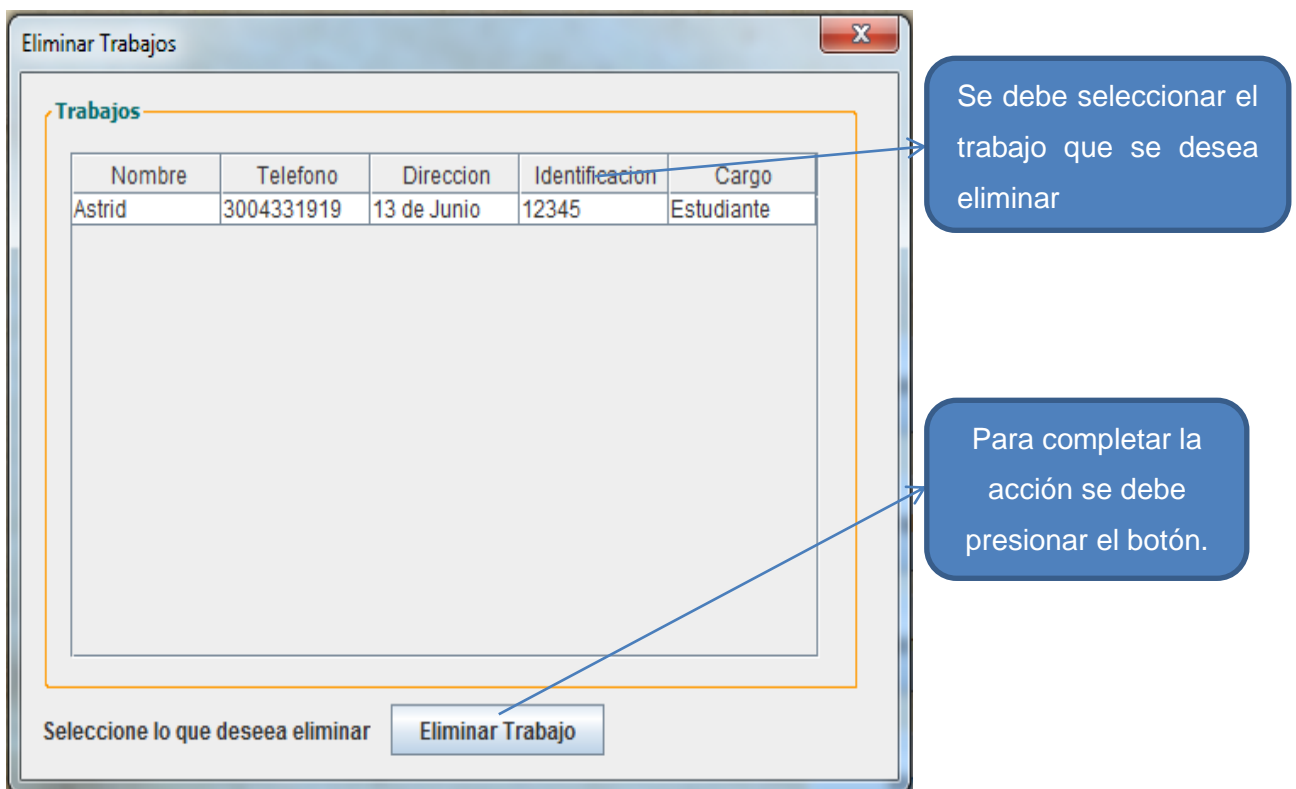 Eliminar Trabajos
X
Trabajos
Nombre Telefono Direccion Identificacion Cargo
Astrid 3004331919 13 de Junio 12345 Estudiante
Seleccione lo que deseea eliminar Eliminar Trabajo
Se debe seleccionar el
trabajo que se desea
eliminar
Para completar la
acción se debe
presionar el botón.